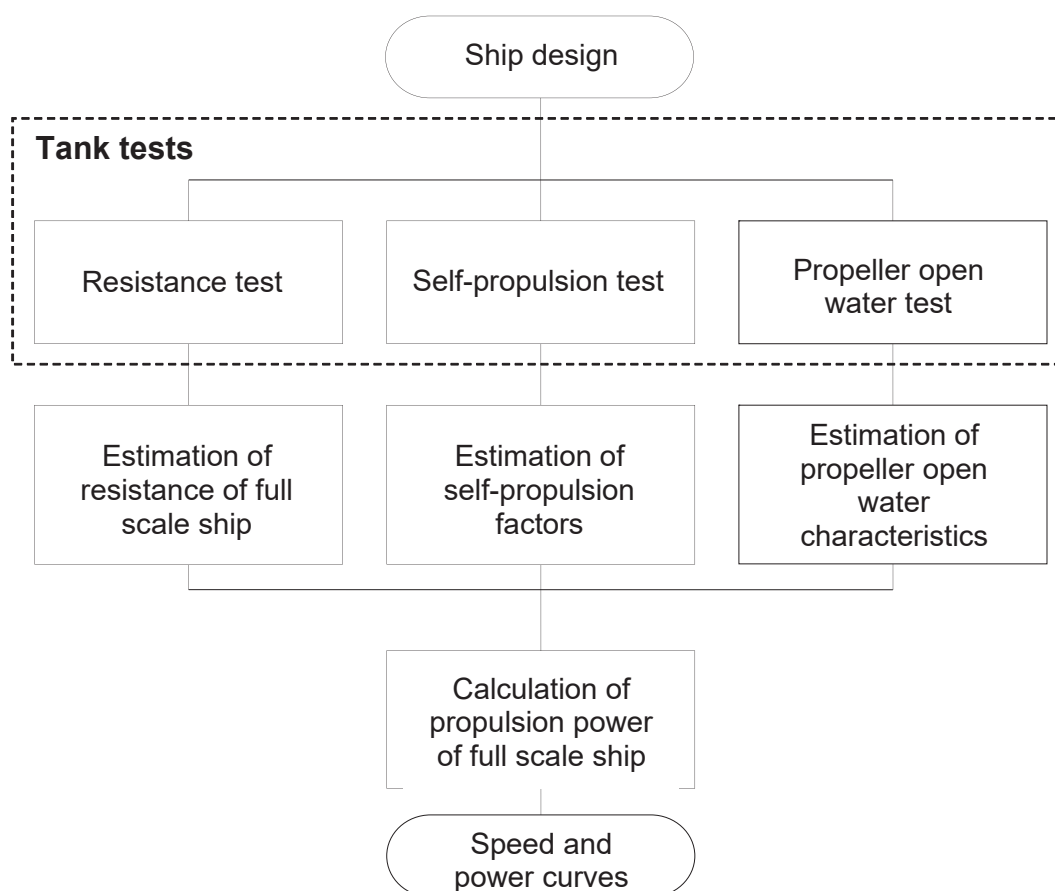 Ship design
Tank tests
Resistance test
Self-propulsion test
Propeller open
water test
Estimation of
resistance of full
scale ship
Estimation of
self-propulsion
factors
Estimation of
propeller open
water
characteristics
Calculation of
propulsion power
of full scale ship
Speed and
power curves